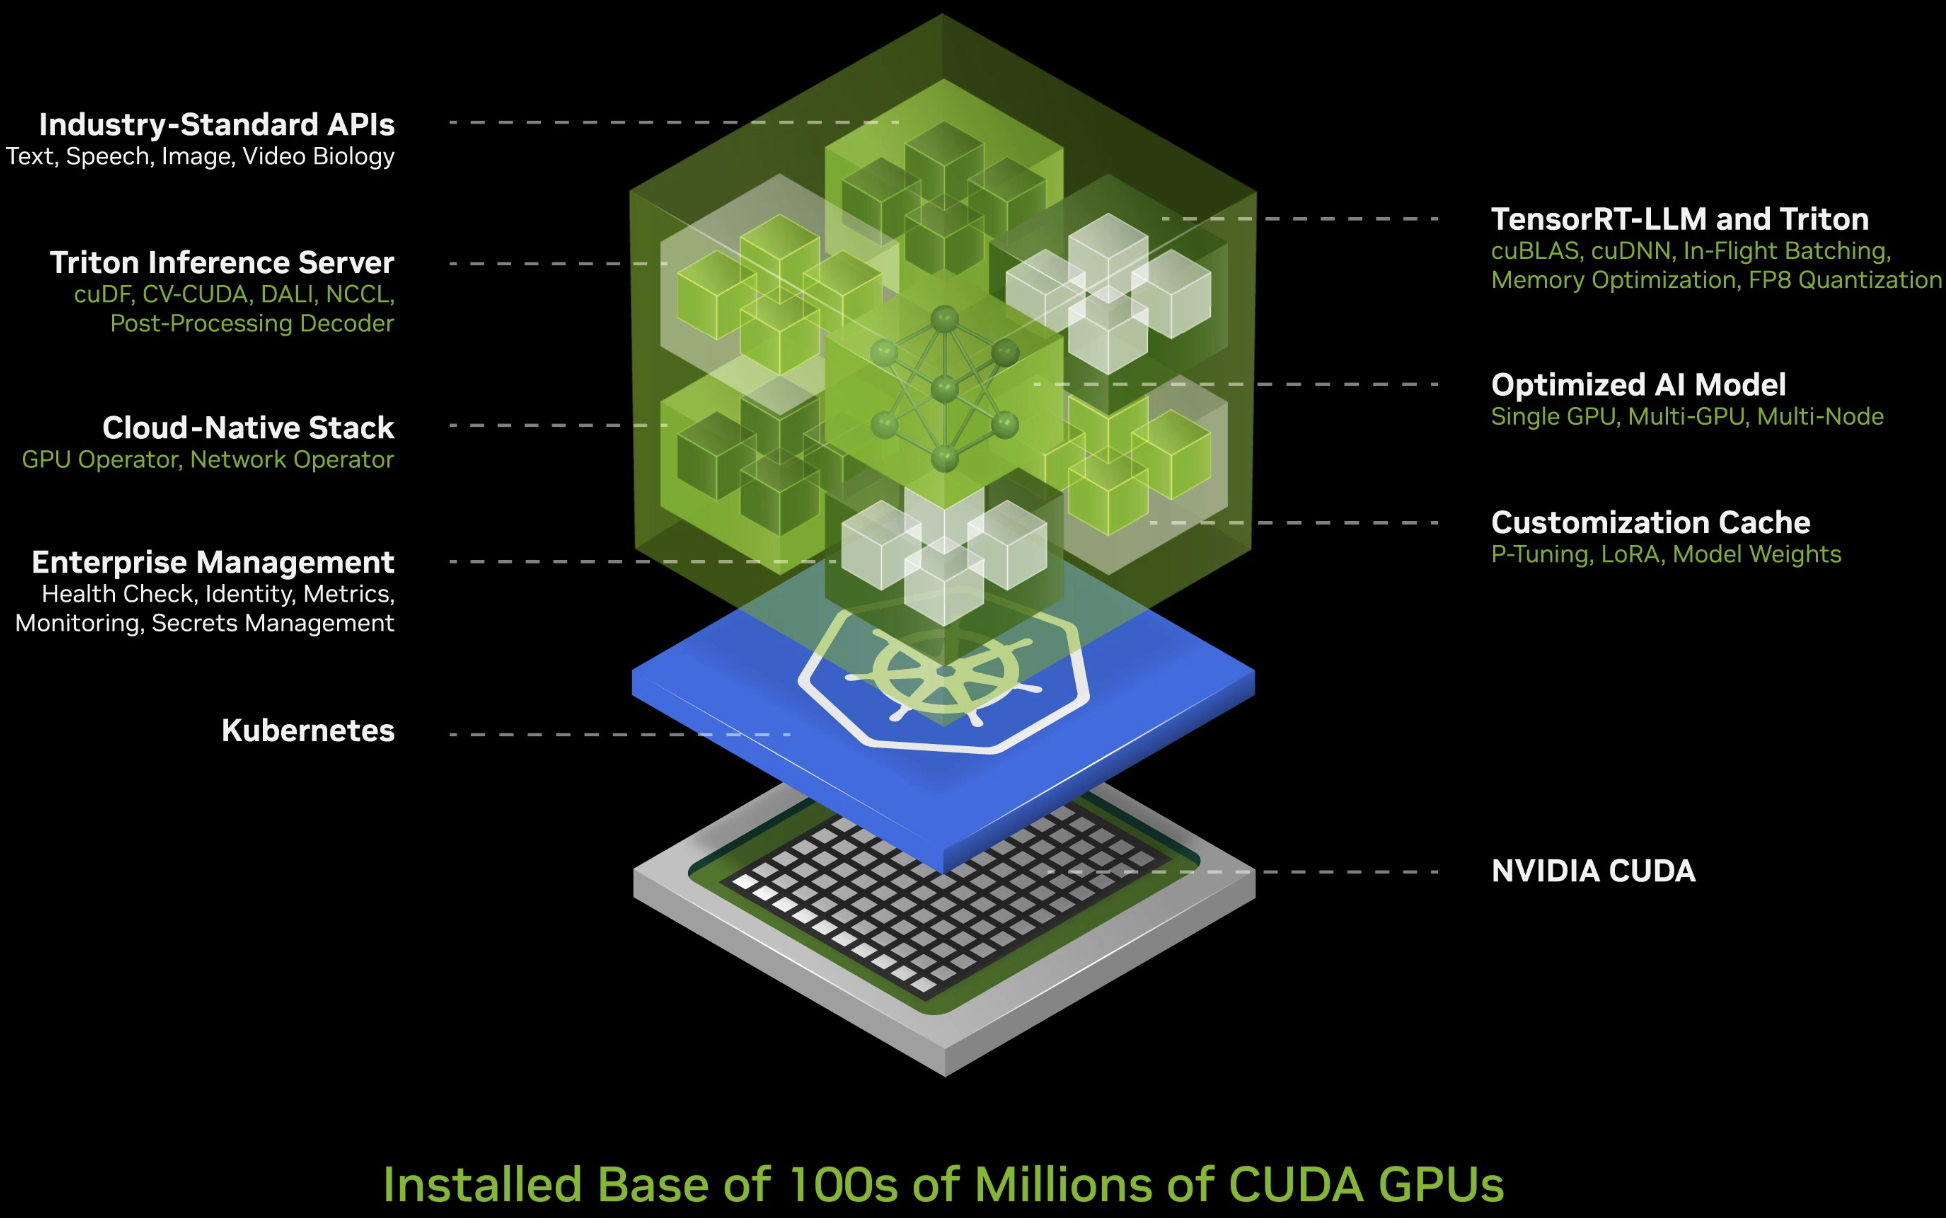 Industry-Standard APIs
Text, Speech, Image, Video Biology
Triton Inference Server
cuDF, CV-CUDA, DALI, NCCL,
Post-Processing Decoder
Cloud-Native Stack
GPU Operator, Network Operator
Enterprise Management
Health Check, Identity, Metrics,
Monitoring, Secrets Management
Kubernetes
TensorRT-LLM and Triton
cuBLAS, cuDNN, In-Flight Batching,
Memory Optimization, FP8 Quantization
Optimized AI Model
Single GPU, Multi-GPU, Multi-Node
Customization Cache
P-Tuning, LoRA, Model Weights
NVIDIA CUDA
Installed Base of 100s of Millions of CUDA GPUs